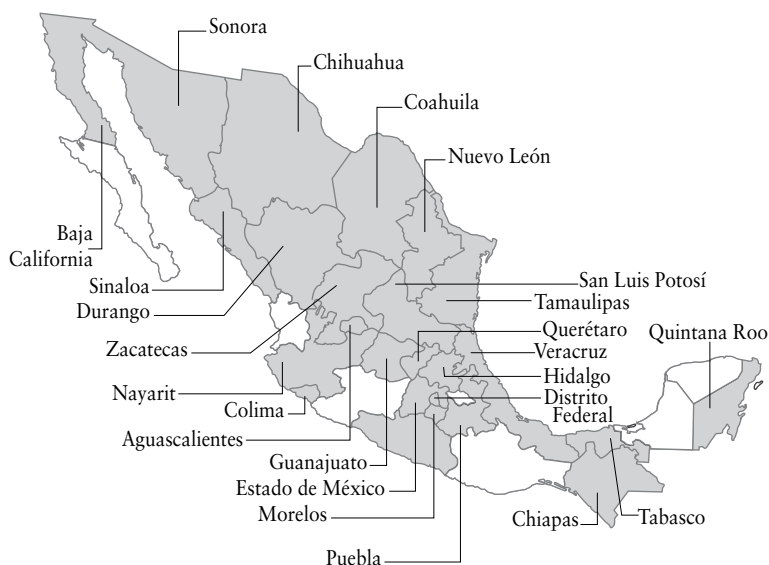 Sonora
Chihuahua
Coahuila
Nuevo León
Baja
California
Sinaloa
Durango
Zacatecas
Nayarit
Colima
Aguascalientes
Guanajuato
Estado de México
Morelos
Puebla
San Luis Potosí
Tamaulipas
Querétaro
Veracruz
Hidalgo
Distrito
Federal
Quintana Roo
Chiapas
Tabasco